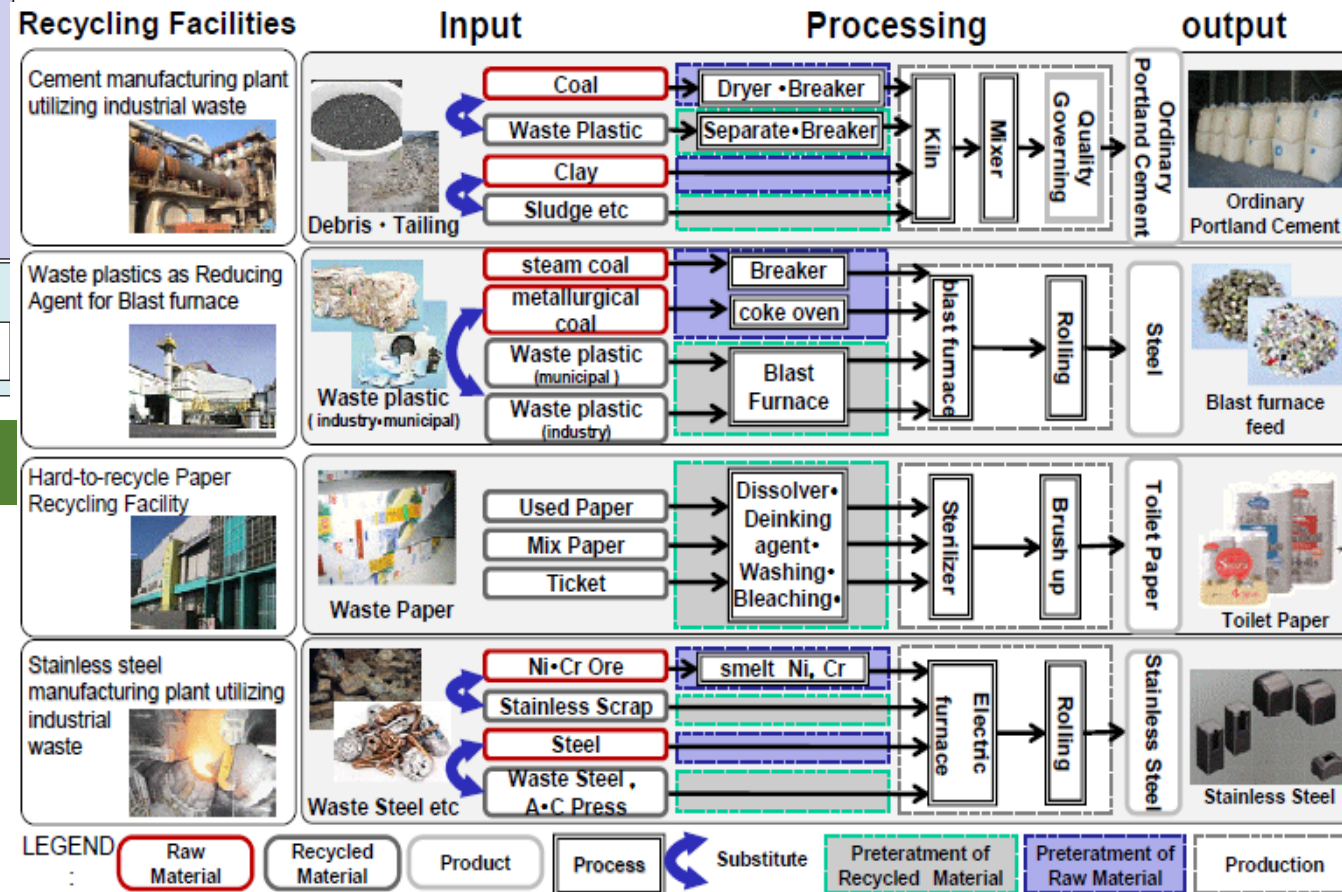 Recycling Facilities
Input
Processing
output
Cement manufacturing plant
utilizing industrial waste
Debris・Tailing
Coal
Waste Plastic
Clay
Sludge etc
Dryer・Breaker
Separate・Breaker
Kiln
Mixer
Quality
Governing
Ordinary
Portland Cement
Ordinary
Portland Cement
Waste plastics as Reducing
Agent for Blast furnace
Waste plastic
(industry・municipal)
steam coal
metallurgical
coal
Waste plastic
(municipal )
Waste plastic
(industry)
Breaker
coke oven
Blast
Furnace
blast furnace
Rolling
Steel
Blast furnace
feed
Hard-to-recycle Paper
Recycling Facility
Waste Paper
Used Paper
Mix Paper
Ticket
Dissolver・
Deinking
agent・
Washing・
Bleaching・
Sterilizer
Brush up
Toilet Paper
Toilet Paper
Stainless steel
manufacturing plant utilizing
industrial
waste
Waste Steel etc
Ni・Cr Ore
Stainless Scrap
Steel
Waste Steel ,
A・C Press
smelt Ni, Cr
Electric
furnace
Rolling
Stainless Steel
Stainless Steel
LEGEND
:
Raw
Material
Recycled
Material
Product
Process
Substitute
Preteratment of
Recycled Material
Preteratment of
Raw Material
Production